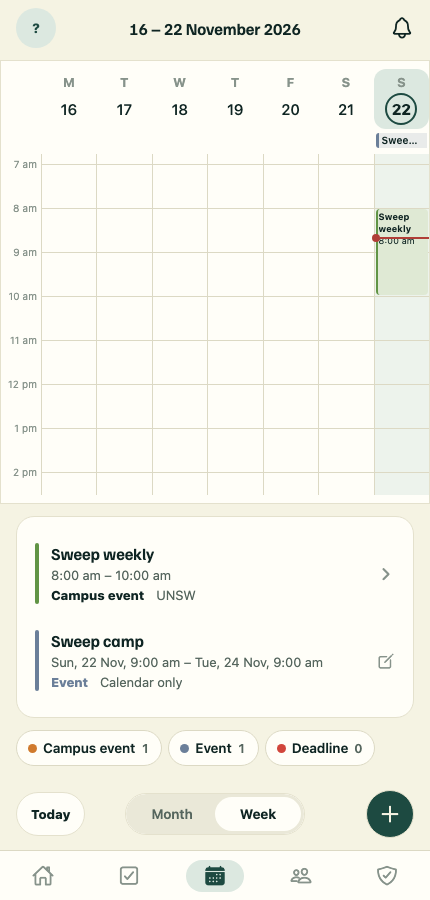 ?
16 – 22 November 2026
M T W T F S S
16 17 18 19 20 21 22
Swee...
7 am
8 am
Sweep
weekly
8:00 am
9 am
10 am
11 am
12 pm
1 pm
2 pm
Sweep weekly
8:00 am – 10:00 am
Campus event UNSW
Sweep camp
Sun, 22 Nov, 9:00 am – Tue, 24 Nov, 9:00 am
Event Calendar only
Campus event 1 Event 1 Deadline 0
Today Month Week